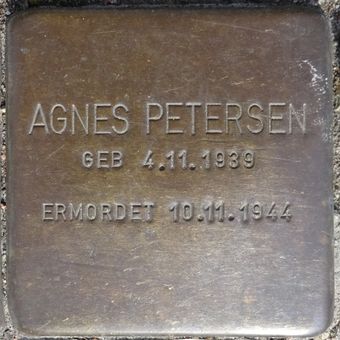 AGNES PETERSEN
GEB 4.11.1939
ERMORDET 10.11.1944